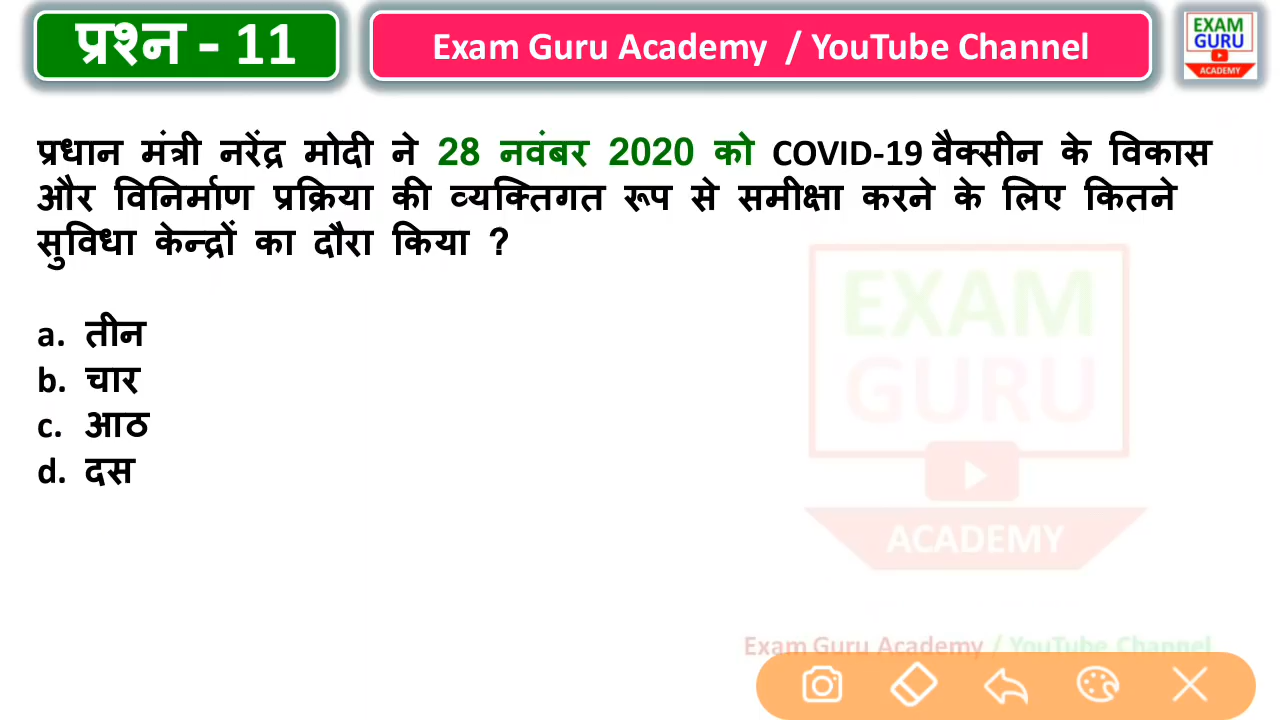 प्रश्न - 11
Exam Guru Academy / YouTube Channel
EXAM
GURU
ACADEMY
प्रधान मंत्री नरेंद्र मोदी ने 28 नवंबर 2020 को COVID-19 वैक्सीन के विकास
और विनिर्माण प्रक्रिया की व्यक्तिगत रूप से समीक्षा करने के लिए कितने
सुविधा केन्द्रों का दौरा किया ?
a. तीन
b. चार
c. आठ
d. दस
EXAM
GURU
ACADEMY
Exam Guru Academy / YouTube Channel